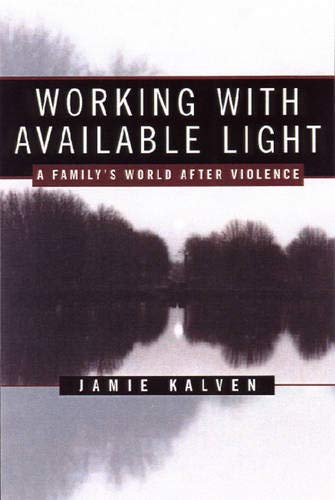 WORKING WITH
AVAILABLE LIGHT
A FAMILY'S WORLD AFTER VIOLENCE
JAMIE KALVEN